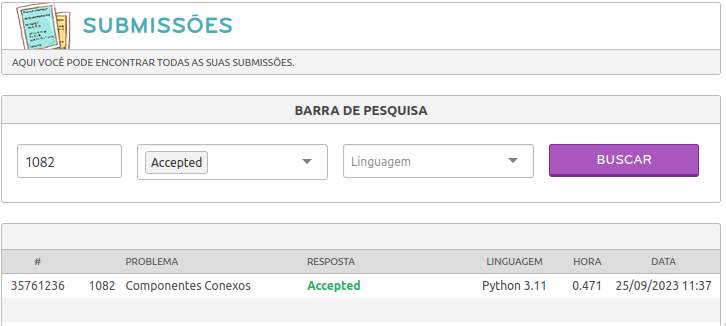 SUBMISSÕES
AQUI VOCÊ PODE ENCONTRAR TODAS AS SUAS SUBMISSÕES.
BARRA DE PESQUISA
1082 Accepted Linguagem BUSCAR
# PROBLEMA RESPOSTA LINGUAGEM HORA DATA
35761236 1082 Componentes Conexos Accepted Python 3.11 0.471 25/09/2023 11:37